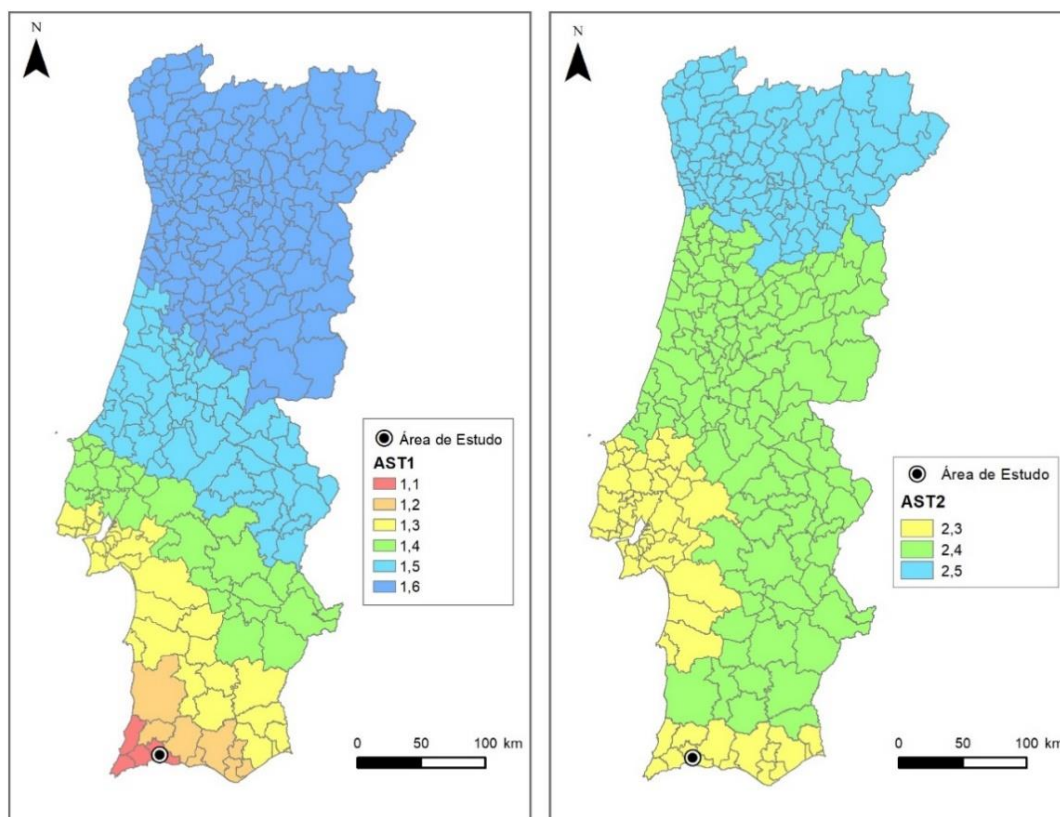 N
Área de Estudo
AST1
1,1
1,2
1,3
1,4
1,5
1,6
0 50 100 km
N
Área de Estudo
AST2
2,3
2,4
2,5
0 50 100 km